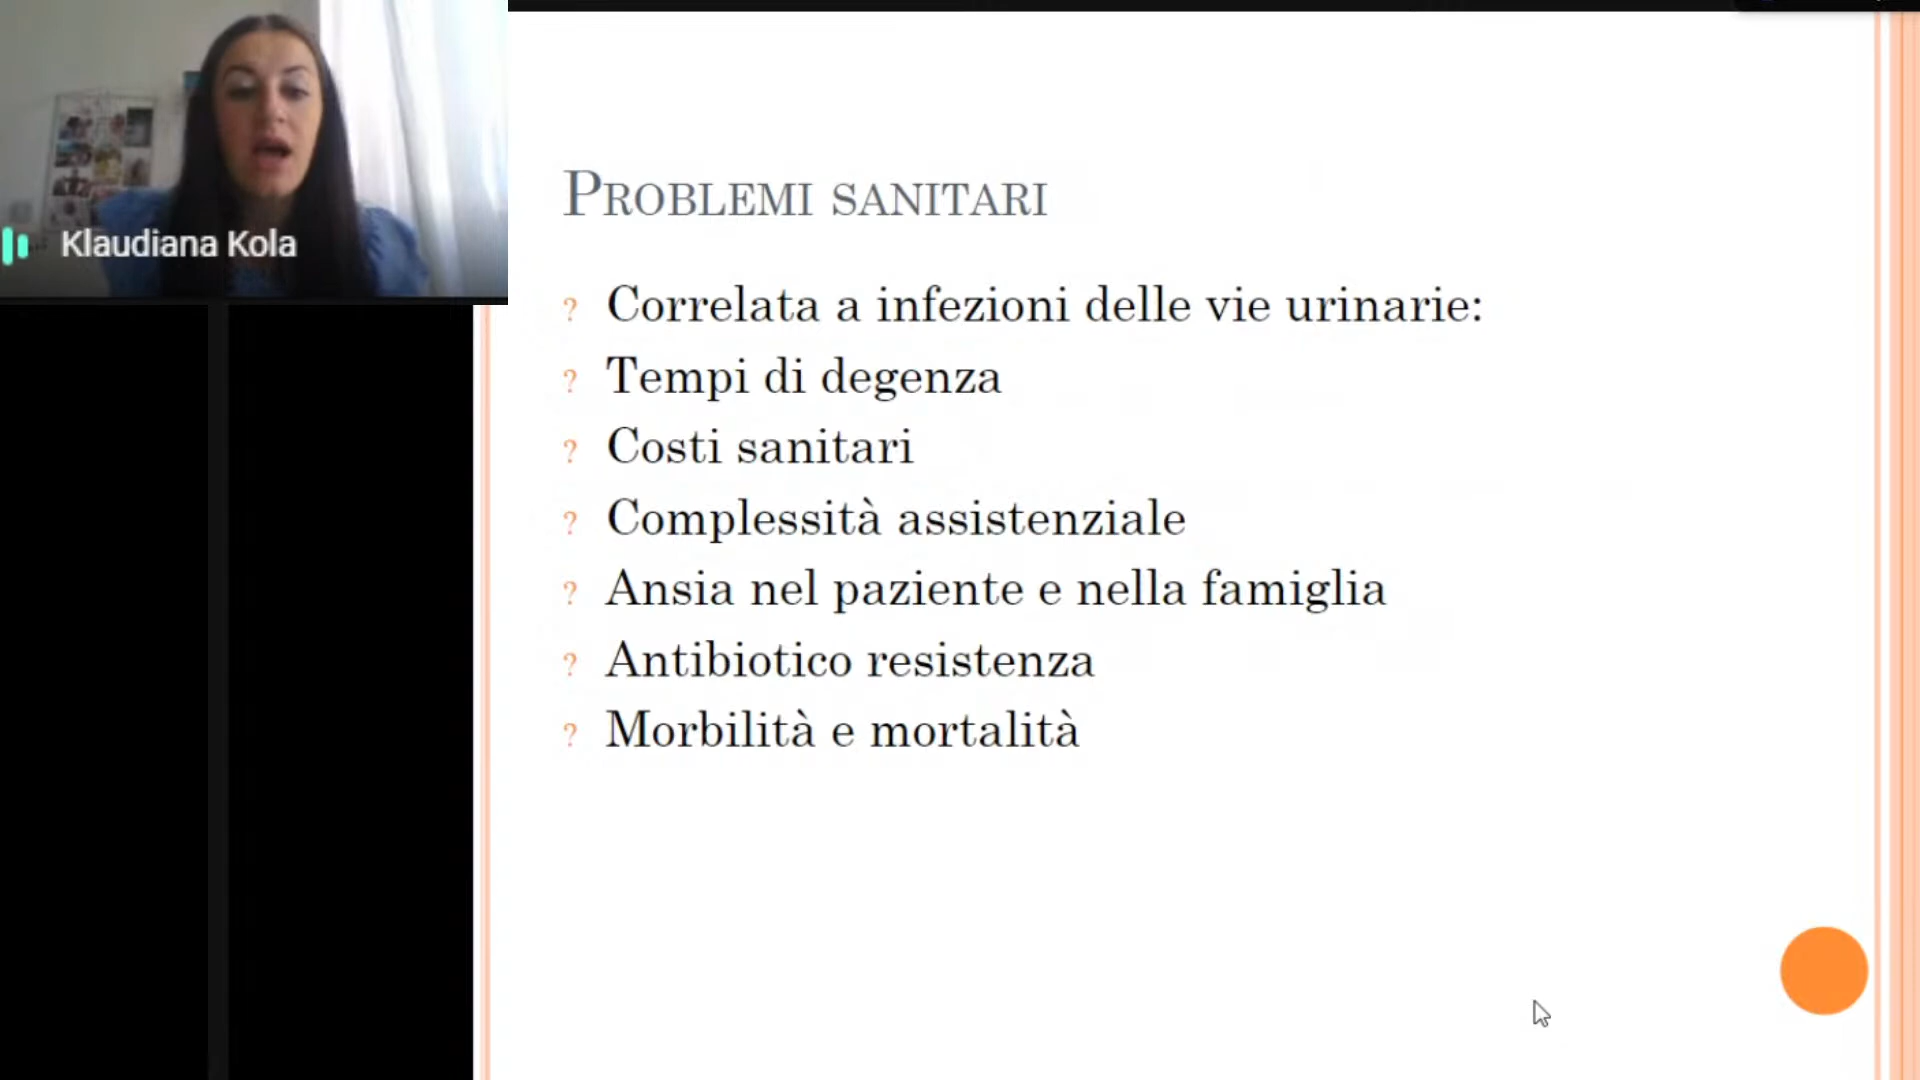 Klaudiana Kola
PROBLEMI SANITARI
? Correlata a infezioni delle vie urinarie:
? Tempi di degenza
? Costi sanitari
? Complessità assistenziale
? Ansia nel paziente e nella famiglia
? Antibiotico resistenza
? Morbilità e mortalità